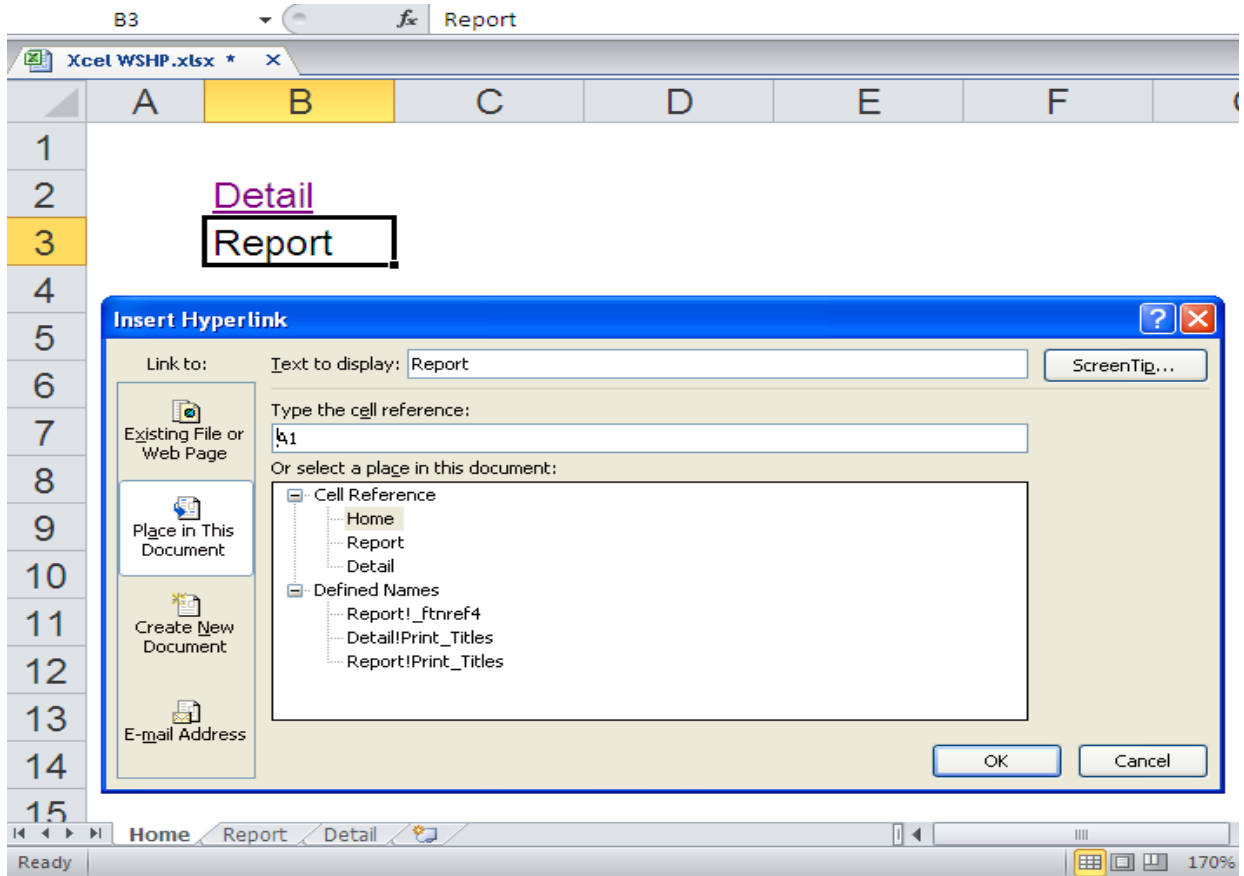 B3 fx Report
Xcel WSHP.xlsx *
A B C D E F
1
2 Detail
3 Report
4
Insert Hyperlink
5
Link to: Text to display: Report ScreenTip...
6
Type the cell reference:
7
Existing File or
Web Page
A1
Or select a place in this document:
8
Cell Reference
Home
9
Place in This
Document
Report
Detail
10
Defined Names
Report!_ftnref4
11
Create New
Document
Detail!Print_Titles
Report!Print_Titles
12
13
E-mail Address
14
OK Cancel
15
Home Report Detail
Ready 170%